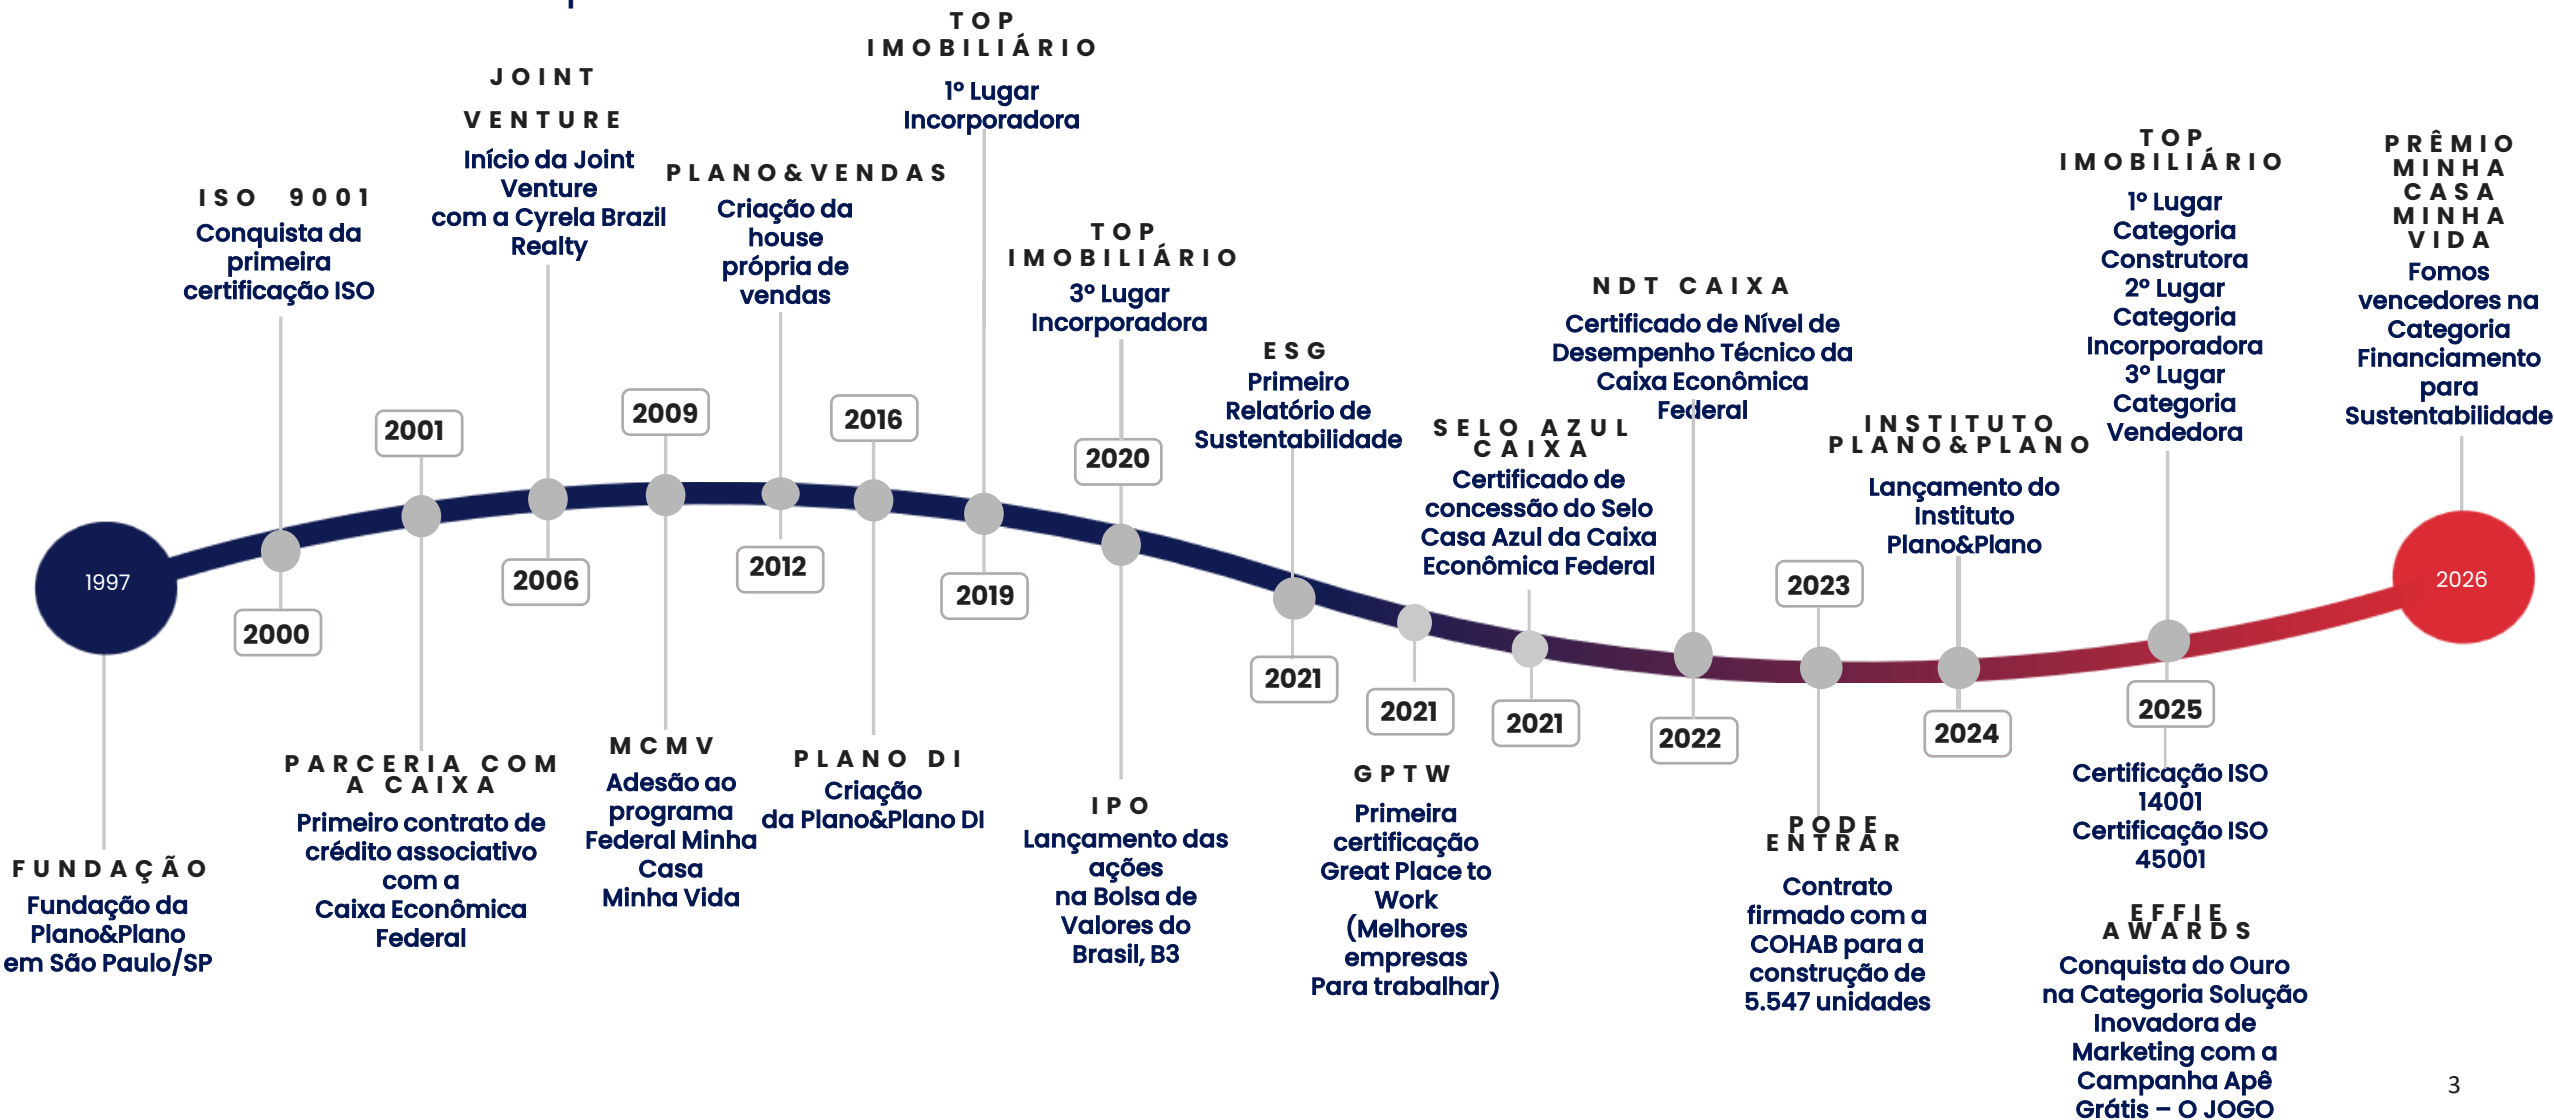 TOP
IMOBILIÁRIO
1º Lugar
Incorporadora
JOINT
VENTURE
Início da Joint
Venture
com a Cyrela Brazil
Realty
PLANO&VENDAS
Criação da
house
própria de
vendas
ISO 9001
Conquista da
primeira
certificação ISO
TOP
IMOBILIÁRIO
3º Lugar
Incorporadora
ESG
Primeiro
Relatório de
Sustentabilidade
NDT CAIXA
Certificado de Nível de
Desempenho Técnico da
Caixa Econômica
Federal
SELO AZUL
CAIXA
Certificado de
concessão do Selo
Casa Azul da Caixa
Econômica Federal
INSTITUTO
PLANO&PLANO
Lançamento do
Instituto
Plano&Plano
TOP
IMOBILIÁRIO
1º Lugar
Categoria
Construtora
2º Lugar
Categoria
Incorporadora
3º Lugar
Categoria
Vendedora
PRÊMIO
MINHA
CASA
MINHA
VIDA
Fomos
vencedores na
Categoria
Financiamento
para
Sustentabilidade
1997
2000
2001
2006
2009
2012
2016
2019
2020
2021
2021
2021
2022
2023
2024
2025
2026
FUNDAÇÃO
Fundação da
Plano&Plano
em São Paulo/SP
PARCERIA COM
A CAIXA
Primeiro contrato de
crédito associativo
com a
Caixa Econômica
Federal
MCMV
Adesão ao
programa
Federal Minha
Casa
Minha Vida
PLANO DI
Criação
da Plano&Plano DI
IPO
Lançamento das
ações
na Bolsa de
Valores do
Brasil, B3
GPTW
Primeira
certificação
Great Place to
Work
(Melhores
empresas
Para trabalhar)
PODE
ENTRAR
Contrato
firmado com a
COHAB para a
construção de
5.547 unidades
Certificação ISO
14001
Certificação ISO
45001
EFFIE
AWARDS
Conquista do Ouro
na Categoria Solução
Inovadora de
Marketing com a
Campanha Apê
Grátis – O JOGO
3